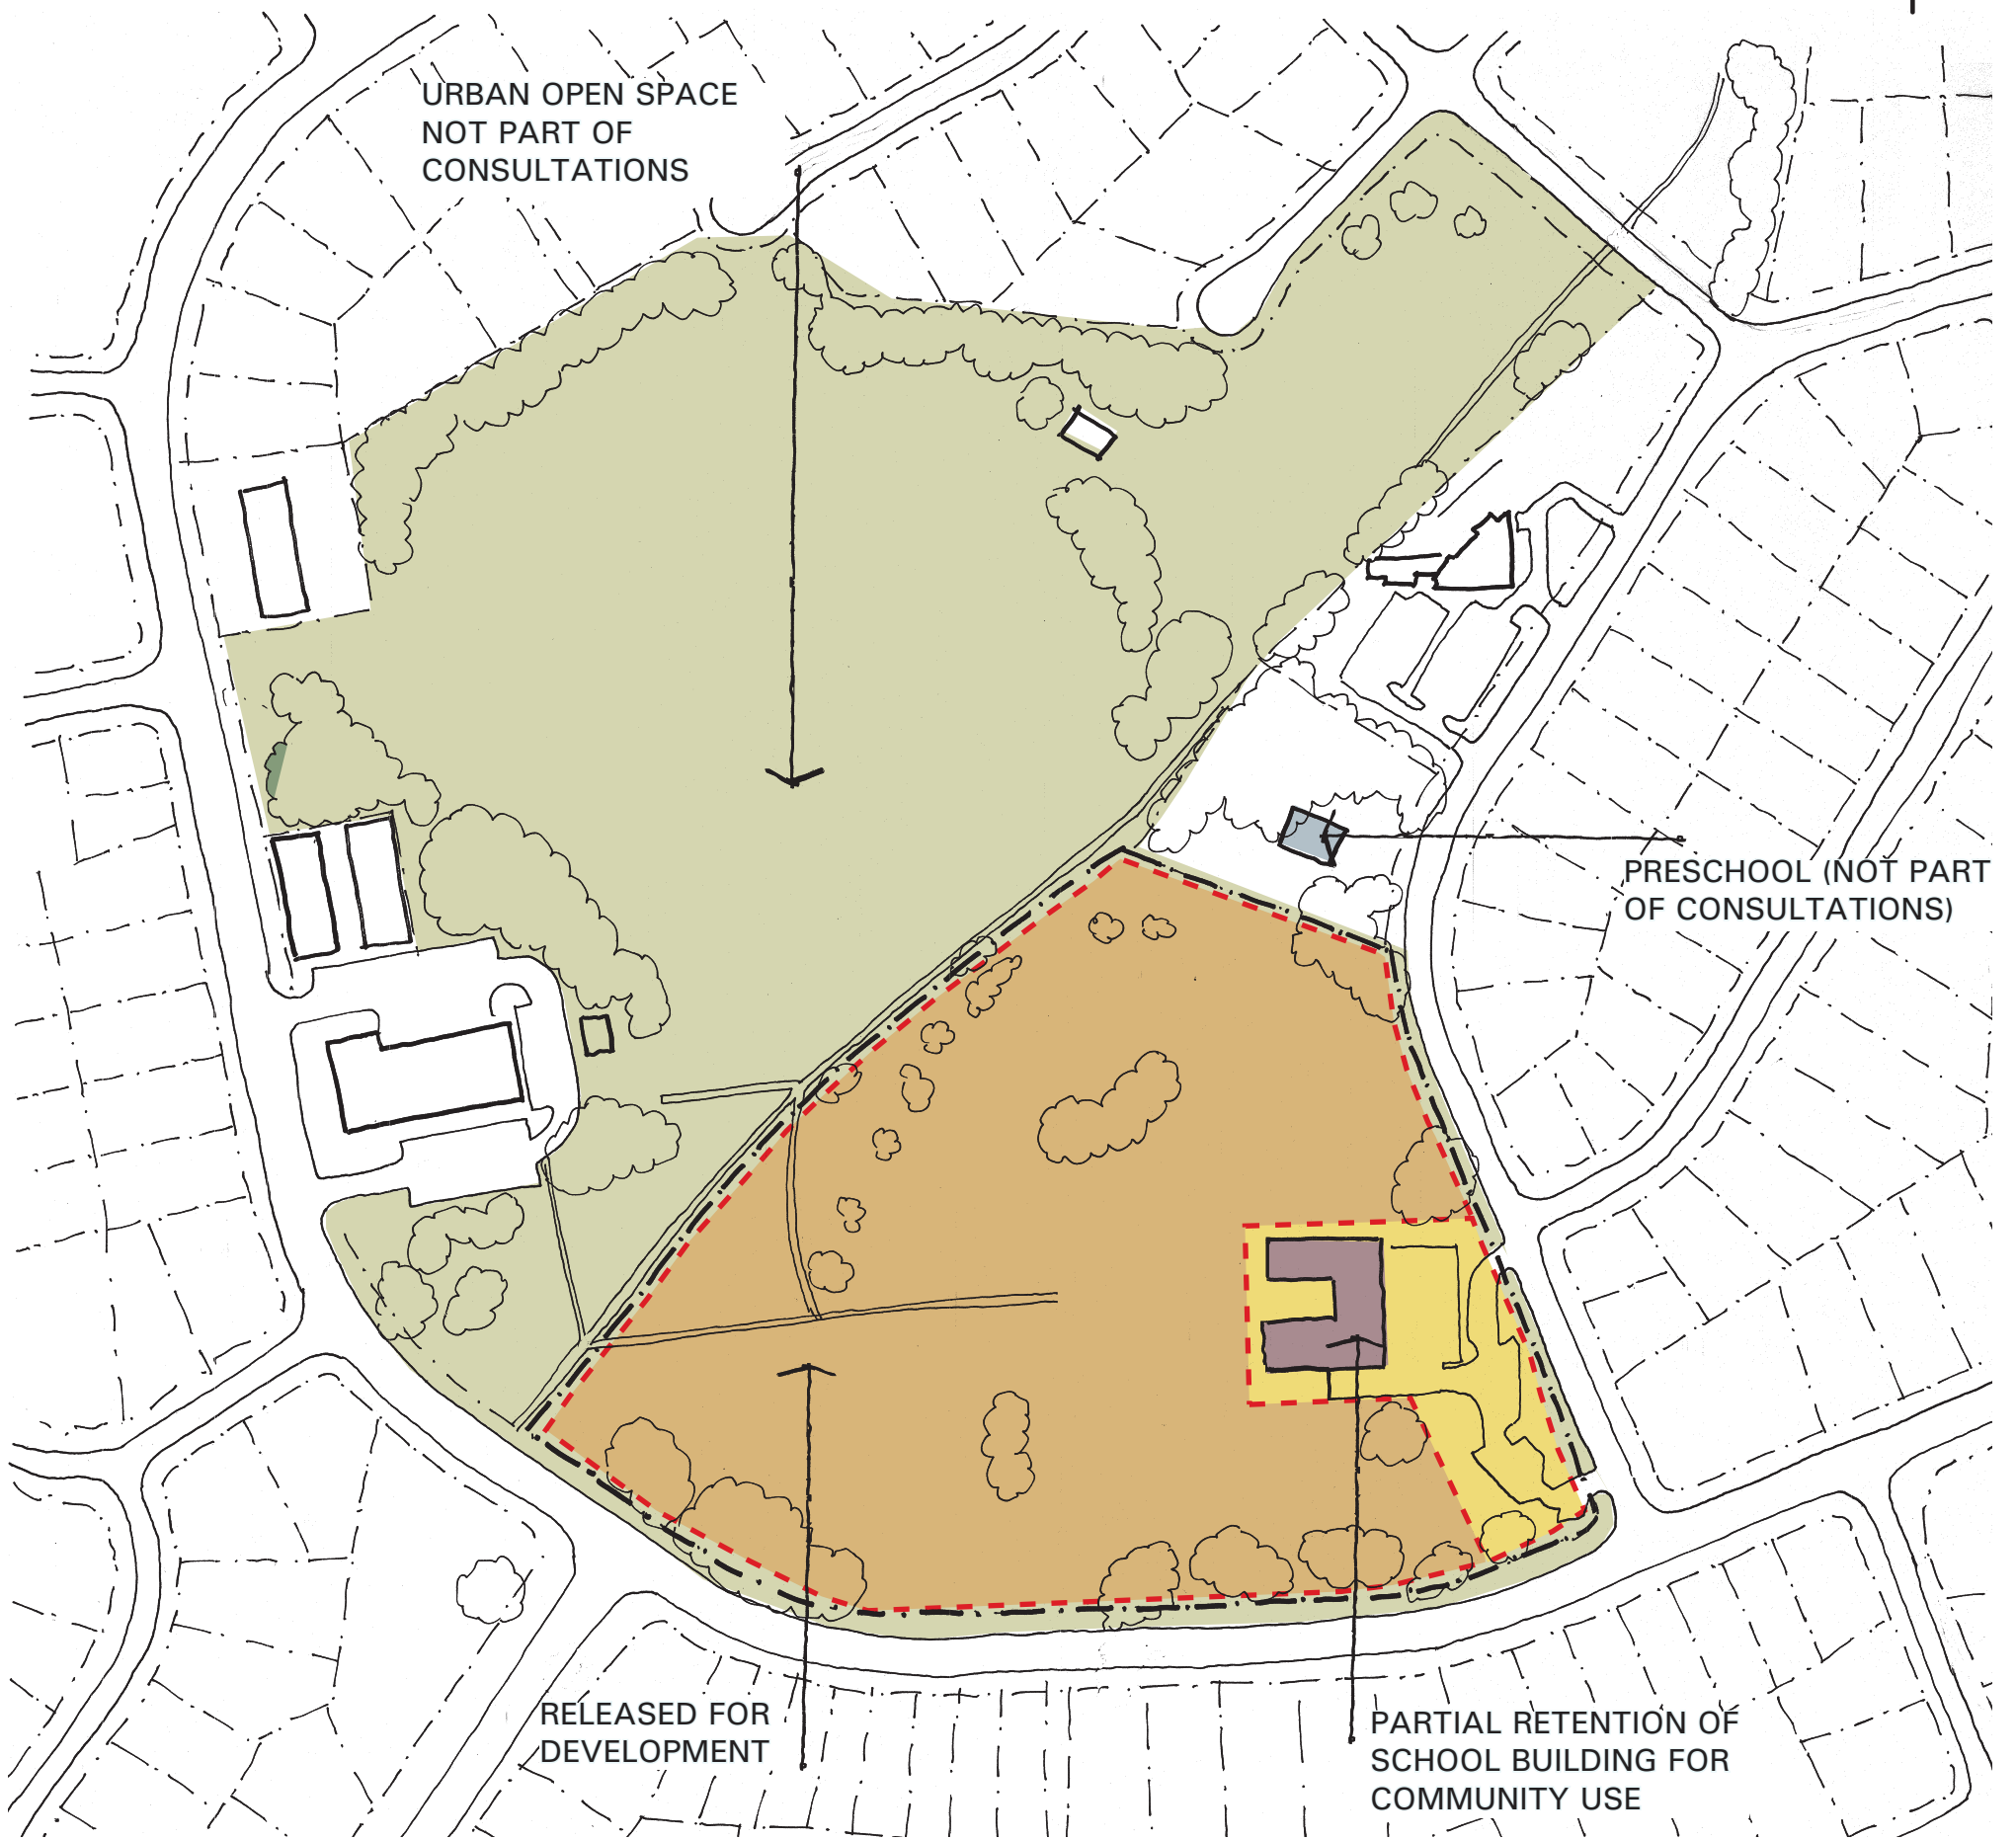 URBAN OPEN SPACE
NOT PART OF
CONSULTATIONS
PRESCHOOL (NOT PART
OF CONSULTATIONS)
RELEASED FOR
DEVELOPMENT
PARTIAL RETENTION OF
SCHOOL BUILDING FOR
COMMUNITY USE